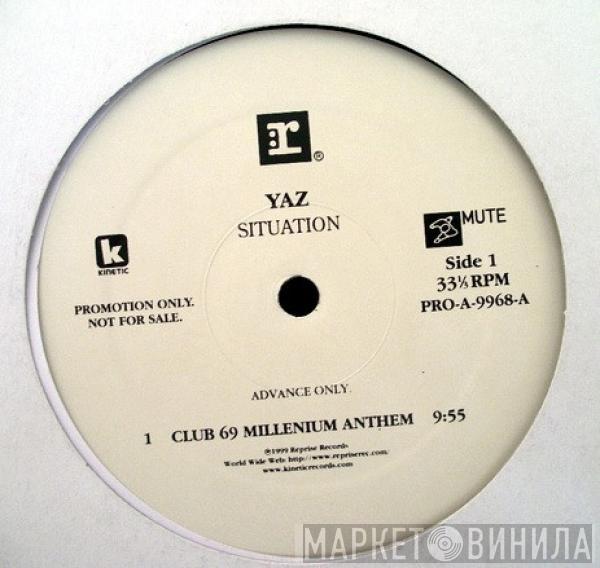 r ®
YAZ
SITUATION
k
KINETIC
MUTE
PROMOTION ONLY.
NOT FOR SALE.
Side 1
33⅓ RPM
PRO-A-9968-A
ADVANCE ONLY.
1 CLUB 69 MILLENIUM ANTHEM 9:55
℗1999 Reprise Records
World Wide Web: http://www.repriserec.com/
www.kineticrecords.com
МАРКЕТ ВИНИЛА